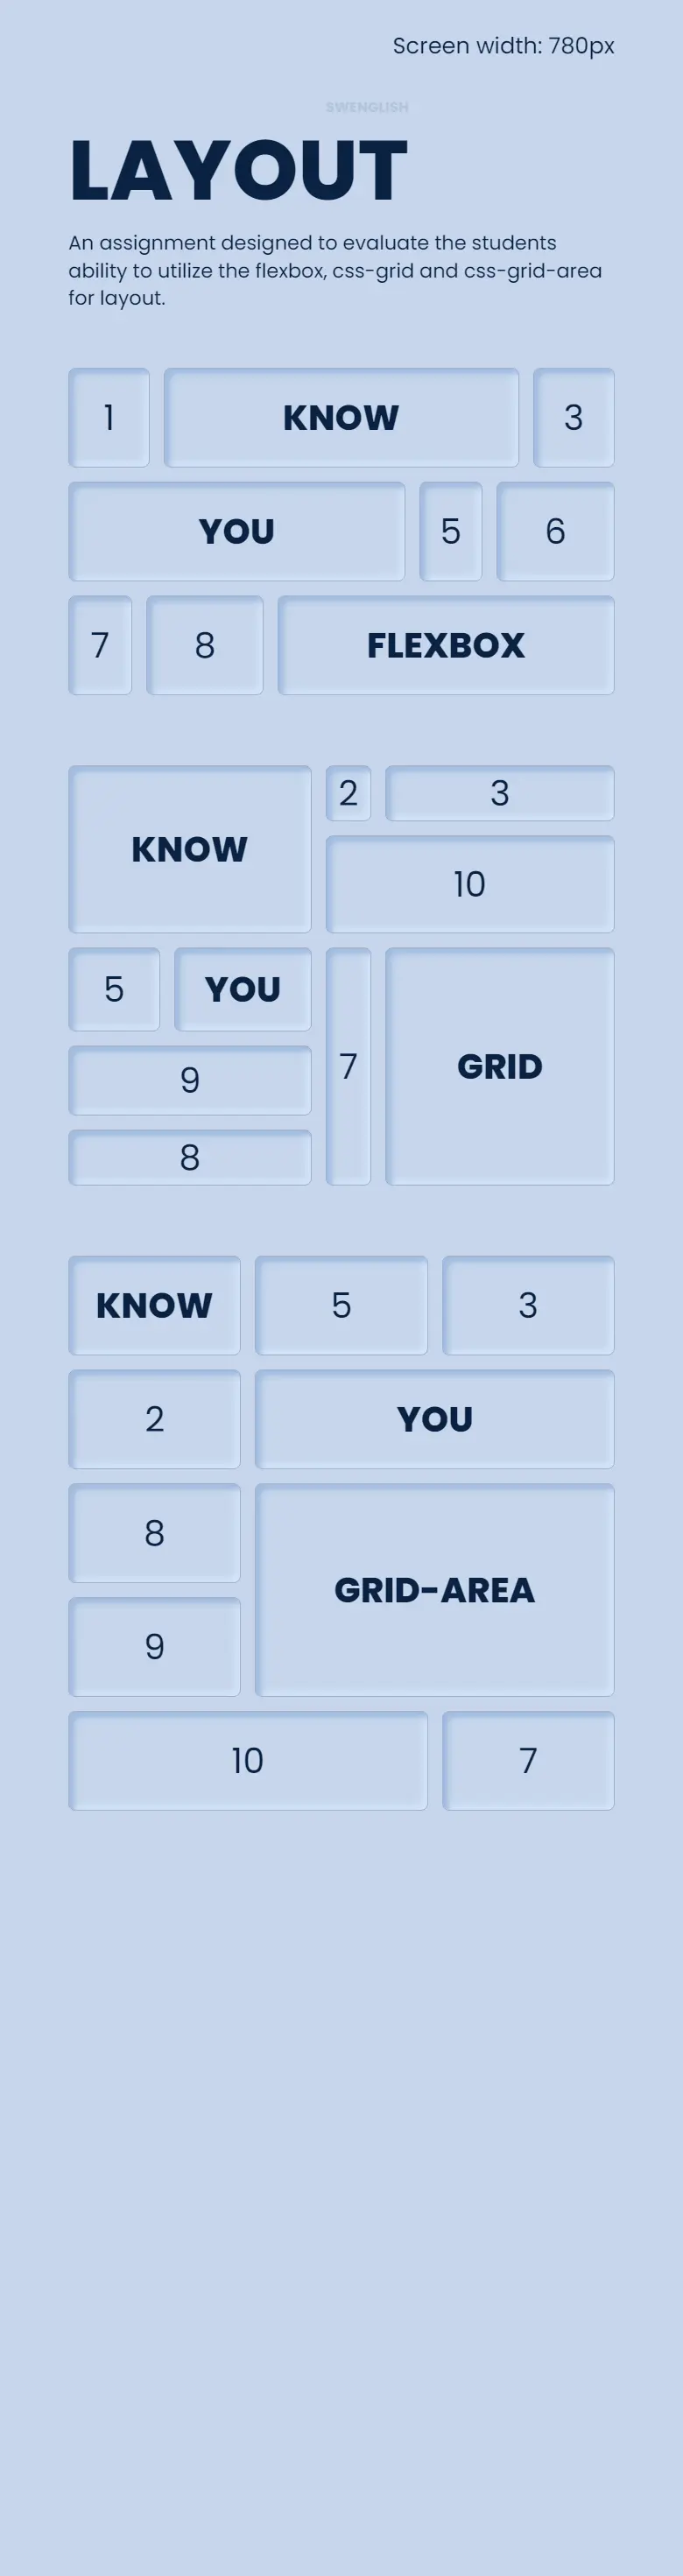 Screen width: 780px
SWENGLISH
LAYOUT
An assignment designed to evaluate the students
ability to utilize the flexbox, css-grid and css-grid-area
for layout.
1 KNOW 3
YOU 5 6
7 8 FLEXBOX
KNOW 2 3
10
5 YOU
7 GRID
9
8
KNOW 5 3
2 YOU
8
GRID-AREA
9
10 7